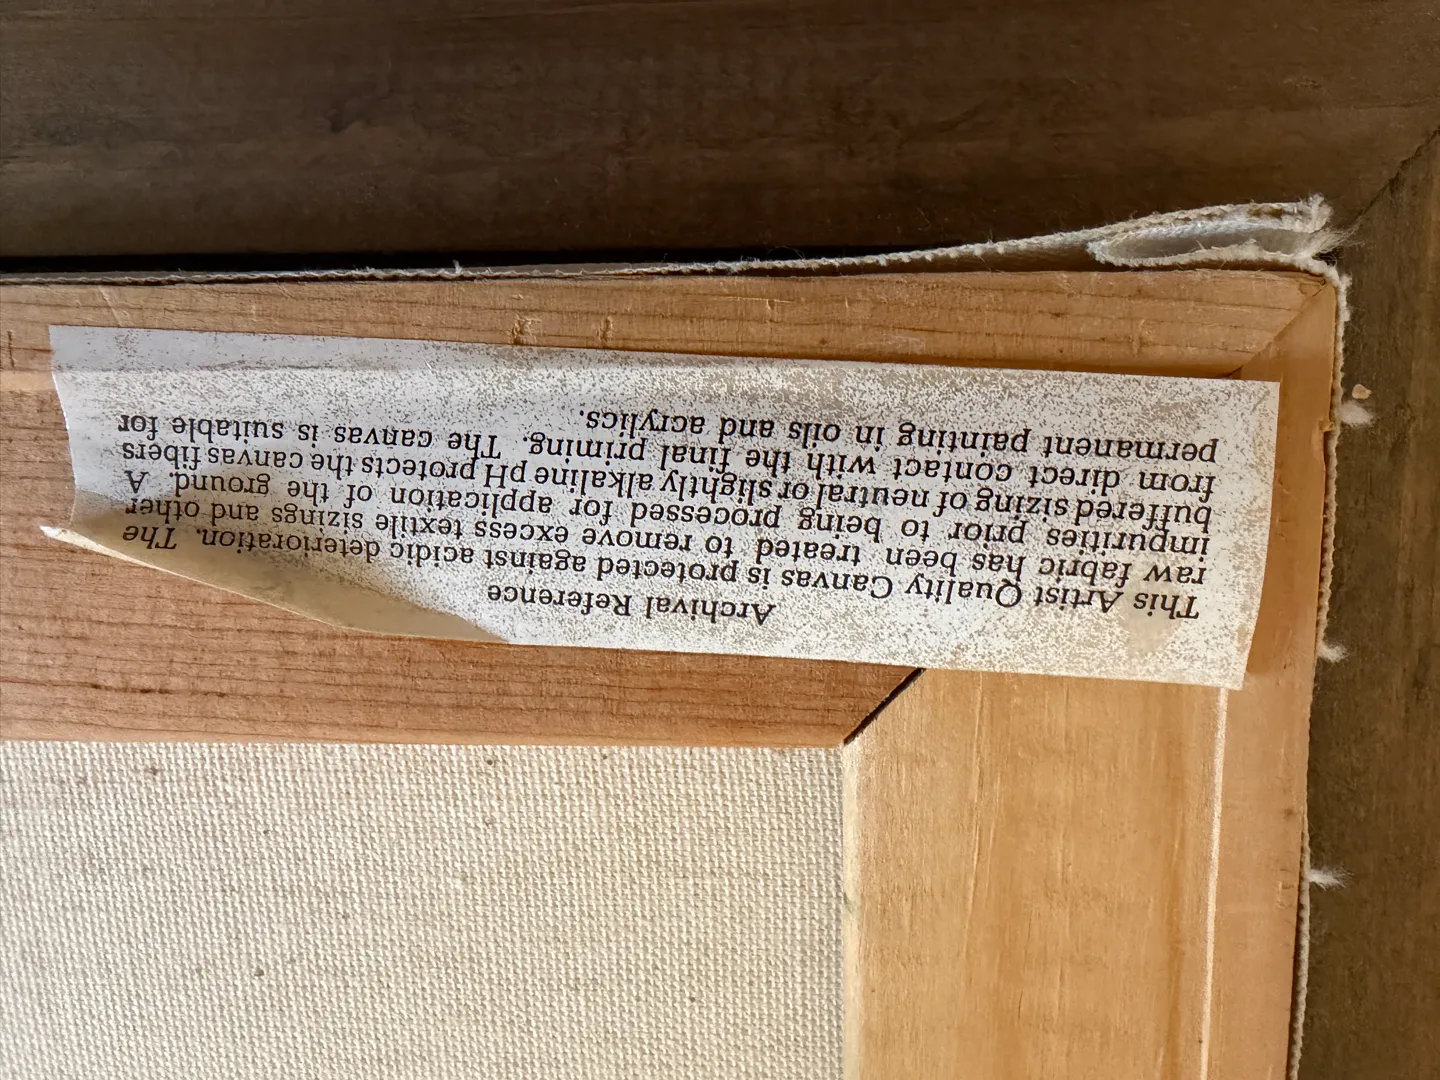 Archival Reference
This Artist Quality Canvas is protected against acidic deterioration. The
raw fabric has been treated to remove excess textile sizings and other
impurities prior to being processed for application of the ground. A
buffered sizing of neutral or slightly alkaline pH protects the canvas fibers
from direct contact with the final priming. The canvas is suitable for
permanent painting in oils and acrylics.